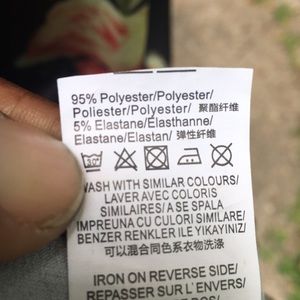 95% Polyester/Polyester/
Poliester/Polyester/ 聚酯纤维
5% Elastane/Elasthanne/
Elastane/Elastan/ 弹性纤维
30
WASH WITH SIMILAR COLOURS/
LAVER AVEC COLORIS
SIMILAIRES/A SE SPALA
IMPREUNA CU CULORI SIMILARE/
BENZER RENKLER ILE YIKAYINIZ/
可以混合同色系衣物洗涤
IRON ON REVERSE SIDE/
REPASSER SUR L'ENVERS/